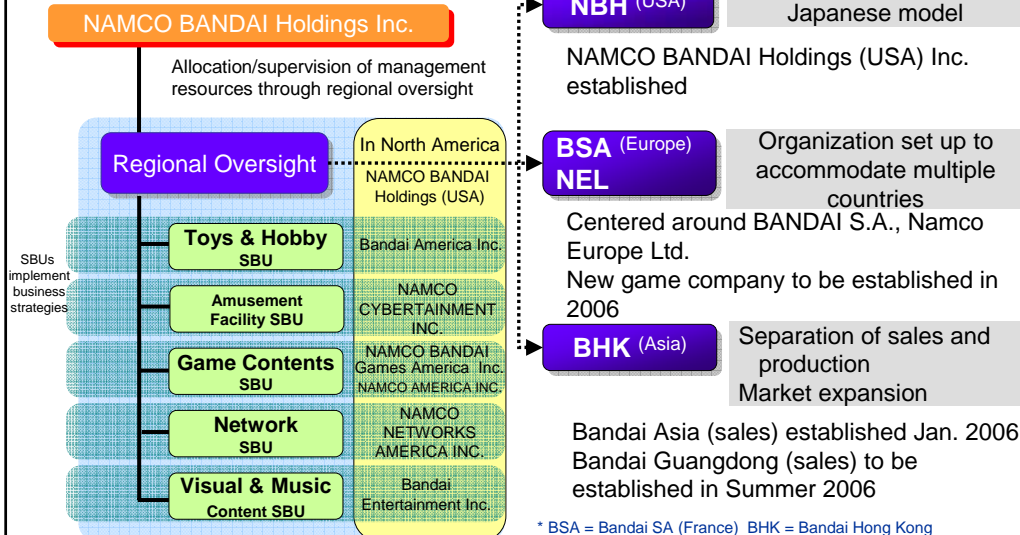 NAMCO BANDAI Holdings Inc.
Allocation/supervision of management
resources through regional oversight
Regional Oversight
In North America
NAMCO BANDAI
Holdings (USA)
SBUs
implement
business
strategies
Toys & Hobby
SBU
Bandai America Inc.
Amusement
Facility SBU
NAMCO
CYBERTAINMENT
INC.
Game Contents
SBU
NAMCO BANDAI
Games America Inc.
NAMCO AMERICA INC.
Network
SBU
NAMCO
NETWORKS
AMERICA INC.
Visual & Music
Content SBU
Bandai
Entertainment Inc.
NBH (USA)
Japanese model
NAMCO BANDAI Holdings (USA) Inc.
established
BSA (Europe)
NEL
Organization set up to
accommodate multiple
countries
Centered around BANDAI S.A., Namco
Europe Ltd.
New game company to be established in
2006
BHK (Asia)
Separation of sales and
production
Market expansion
Bandai Asia (sales) established Jan. 2006
Bandai Guangdong (sales) to be
established in Summer 2006
* BSA = Bandai SA (France) BHK = Bandai Hong Kong